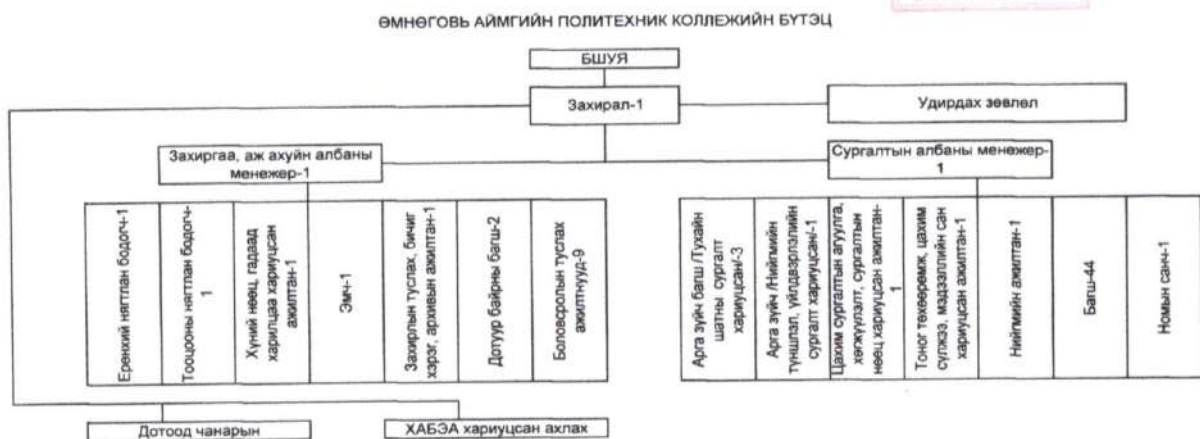 ӨМНӨГОВЬ АЙМГИЙН ПОЛИТЕХНИК КОЛЛЕЖИЙН БҮТЭЦ
БШУЯ
Захирал-1
Удирдах зөвлөл
Захиргаа, аж ахуйн албаны
менежер-1
Сургалтын албаны менежер-
1
Ерөнхий нягтлан бодогч-1
Тооцооны нягтлан бодогч-
1
Хүний нөөц, гадаад
харилцаа хариуцсан
ажилтан-1
Эмч-1
Захирлын туслах, бичиг
хэрэг, архивын ажилтан-1
Дотуур байрны багш-2
Боловсролын туслах
ажилтнууд-9
Арга зүйч багш /Тухайн
шатны сургалт
хариуцсан/-3
Арга зүйч /Нийгмийн
түншлэл, үйлдвэрлэлийн
сургалт хариуцсан/-1
Цахим сургалтын агуулга,
хөгжүүлэлт, сургалтын
нөөц хариуцсан ажилтан-
1
Тоног төхөөрөмж, цахим
сүлжээ, мэдээллийн сан
хариуцсан ажилтан-1
Нийгмийн ажилтан-1
Багш-44
Номын санч-1
Дотоод чанарын
ХАБЭА хариуцсан ахлах